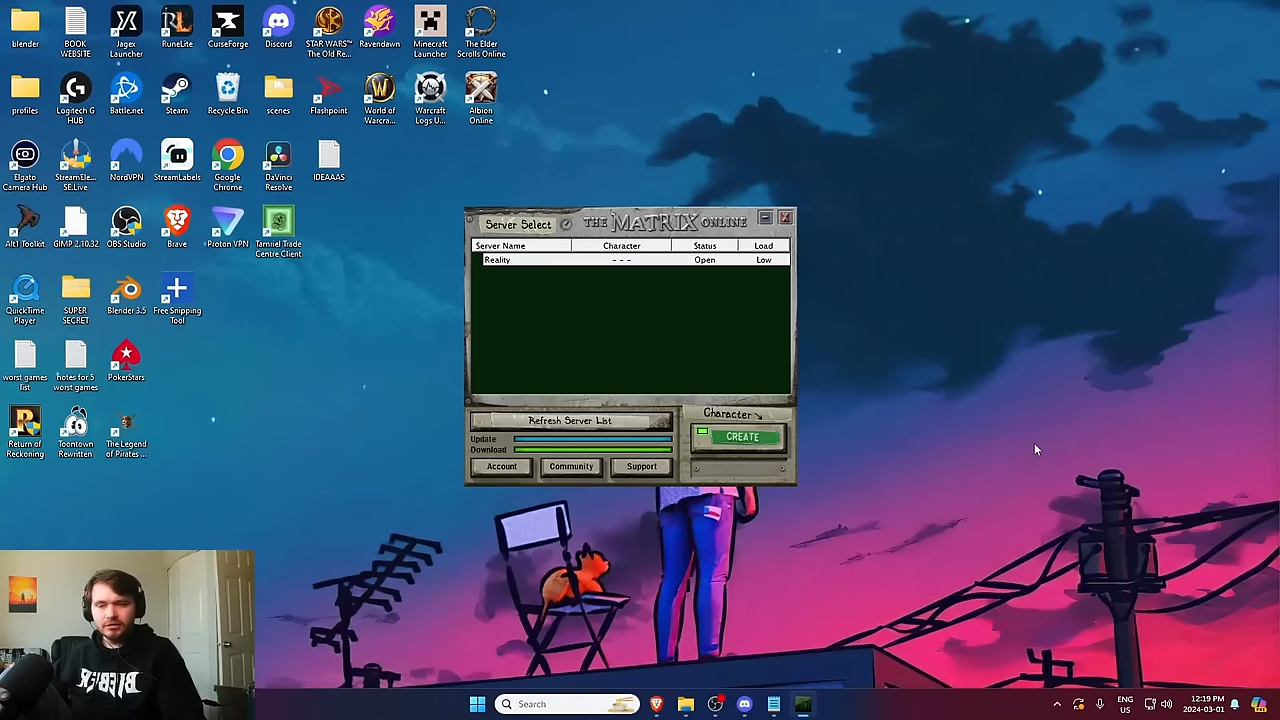 blender
BOOK WEBSITE
Jagex Launcher
RuneLite
CurseForge
Discord
STAR WARS™ The Old Re...
Ravendawn
Minecraft Launcher
The Elder Scrolls Online
profiles
Logitech G HUB
Battle.net
Steam
Recycle Bin
scenes
Flashpoint
World of Warcra...
Warcraft Logs U...
Albion Online
Elgato Camera Hub
StreamEle... SE.Live
NordVPN
StreamLabels
Google Chrome
DaVinci Resolve
IDEAAAS
Alt1 Toolkit
GIMP 2.10.32
OBS Studio
Brave
Proton VPN
Tamriel Trade Centre Client
QuickTime Player
SUPER SECRET
Blender 3.5
Free Snipping Tool
worst games list
notes for 5 worst games
PokerStars
Return of Reckoning
Toontown Rewritten
The Legend of Pirates ...
Server Select
THE MATRIX ONLINE
Server Name Character Status Load
Reality - - - Open Low
Refresh Server List
Character
Update
Download
CREATE
Account Community Support
Search
ENG US
12:19 PM
2024-03-01